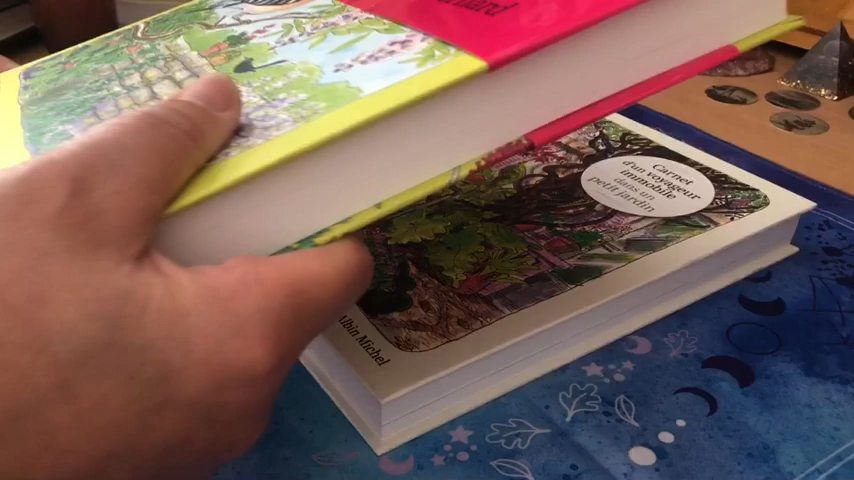 Carnet
d'un voyageur
immobile
dans un
petit jardin
Albin Michel